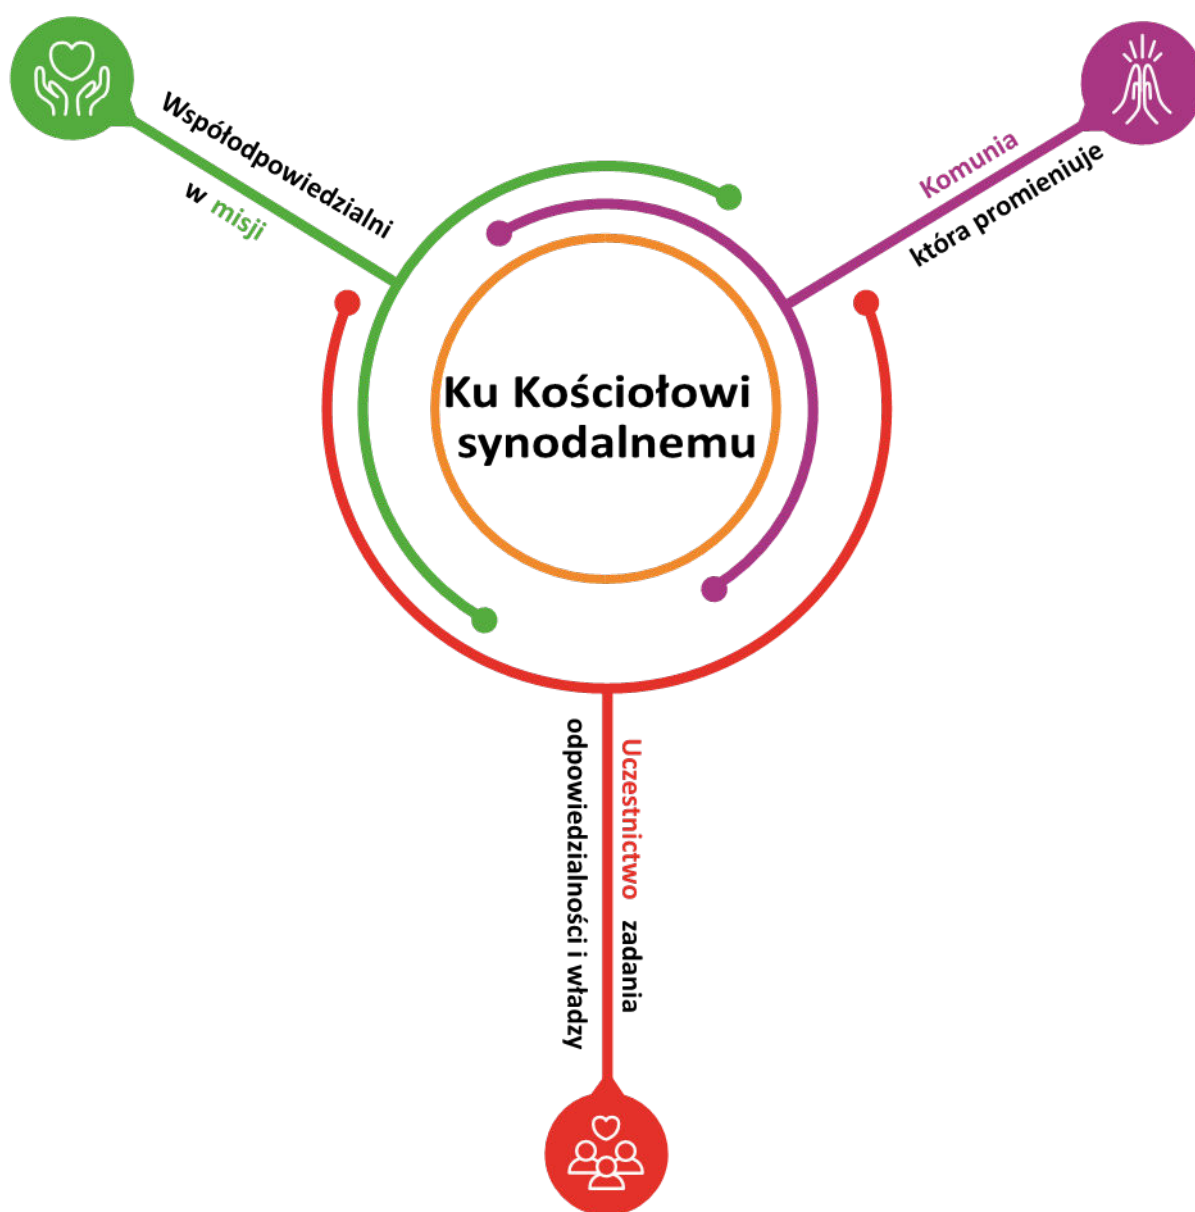 Współodpowiedzialni
w misji
Komunia
która promieniuje
Ku Kościołowi
synodalnemu
Uczestnictwo zadania
odpowiedzialności i władzy